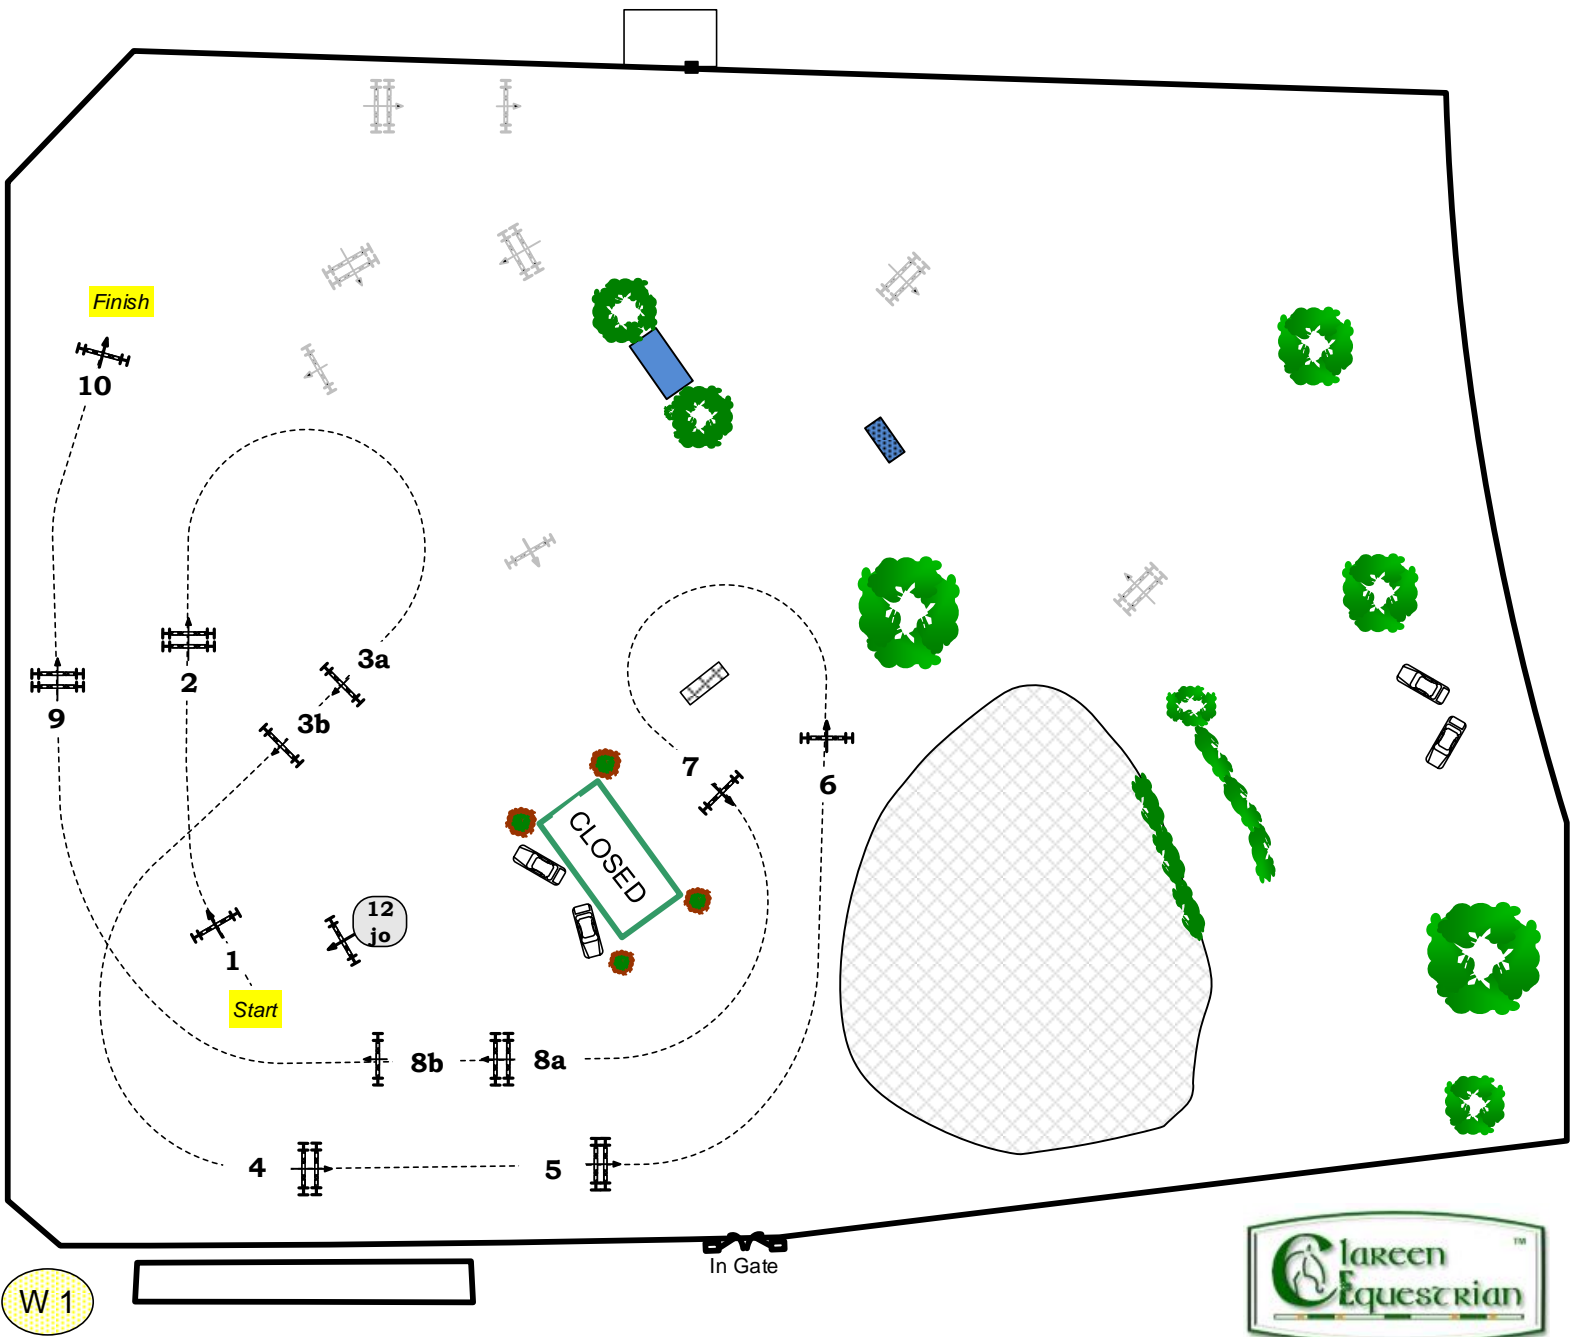 Finish
10
3a
2
3b
9
7
6
CLOSED
12
jo
1
Start
8b
8a
4
5
In Gate
W 1
Clareen ™
Equestrian